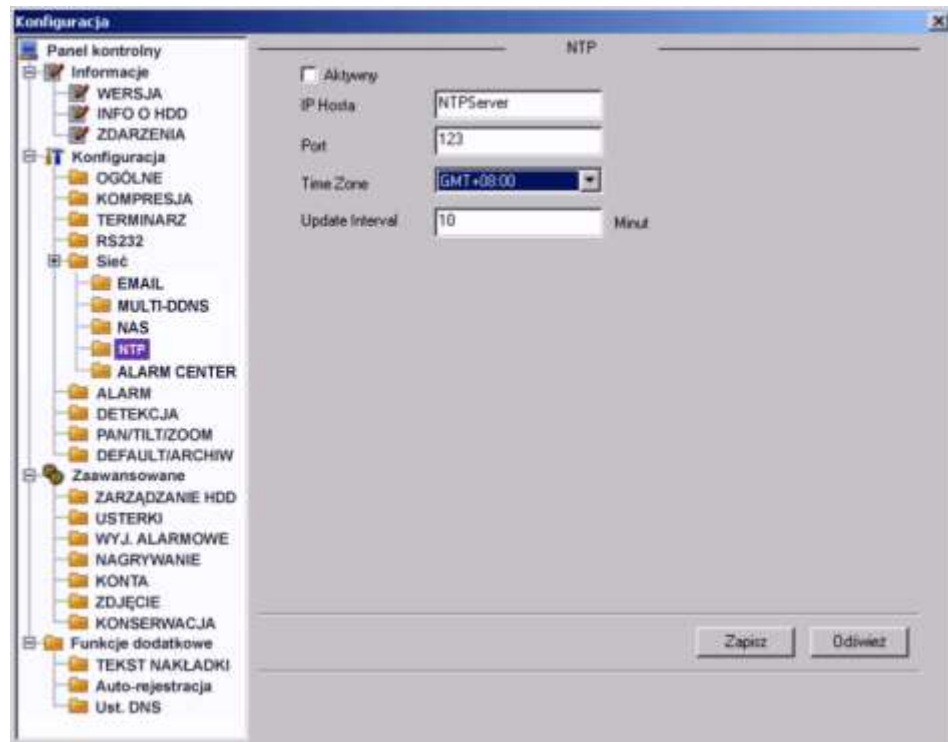 Konfiguracja
Panel kontrolny
Informacje
WERSJA
INFO O HDD
ZDARZENIA
Konfiguracja
OGÓLNE
KOMPRESJA
TERMINARZ
RS232
Sieć
EMAIL
MULTI-DDNS
NAS
NTP
ALARM CENTER
ALARM
DETEKCJA
PAN/TILT/ZOOM
DEFAULT/ARCHIW
Zaawansowane
ZARZĄDZANIE HDD
USTERKI
WYJ. ALARMOWE
NAGRYWANIE
KONTA
ZDJĘCIE
KONSERWACJA
Funkcje dodatkowe
TEKST NAKŁADKI
Auto-rejestracja
Ust. DNS
NTP
Aktywny
IP Hosta NTPServer
Port 123
Time Zone GMT+08:00
Update Interval 10 Minut
Zapisz Odśwież